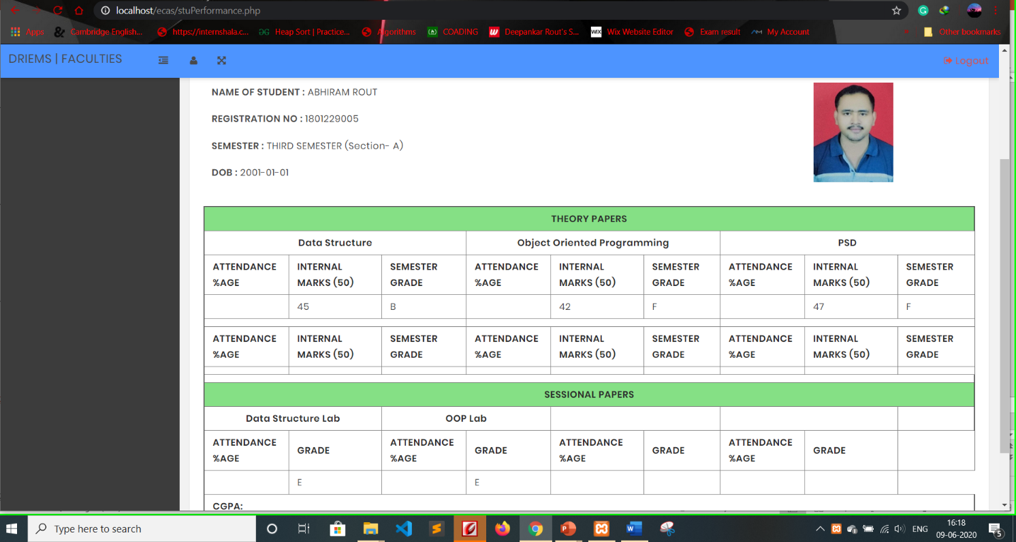 localhost/ecas/stuPerformance.php
Apps Cambridge English... https://internshala.c... Heap Sort | Practice... Algorithms COADING Deepankar Rout's S... Wix Website Editor Exam result My Account Other bookmarks
DRIEMS | FACULTIES Logout
NAME OF STUDENT : ABHIRAM ROUT
REGISTRATION NO : 1801229005
SEMESTER : THIRD SEMESTER (Section- A)
DOB : 2001-01-01
THEORY PAPERS
Data Structure Object Oriented Programming PSD
ATTENDANCE INTERNAL SEMESTER ATTENDANCE INTERNAL SEMESTER ATTENDANCE INTERNAL SEMESTER
%AGE MARKS (50) GRADE %AGE MARKS (50) GRADE %AGE MARKS (50) GRADE
45 B 42 F 47 F
ATTENDANCE INTERNAL SEMESTER ATTENDANCE INTERNAL SEMESTER ATTENDANCE INTERNAL SEMESTER
%AGE MARKS (50) GRADE %AGE MARKS (50) GRADE %AGE MARKS (50) GRADE
SESSIONAL PAPERS
Data Structure Lab OOP Lab
ATTENDANCE GRADE ATTENDANCE GRADE ATTENDANCE GRADE ATTENDANCE GRADE
%AGE %AGE %AGE %AGE
E E
CGPA:
Type here to search ENG 16:18
09-06-2020 5